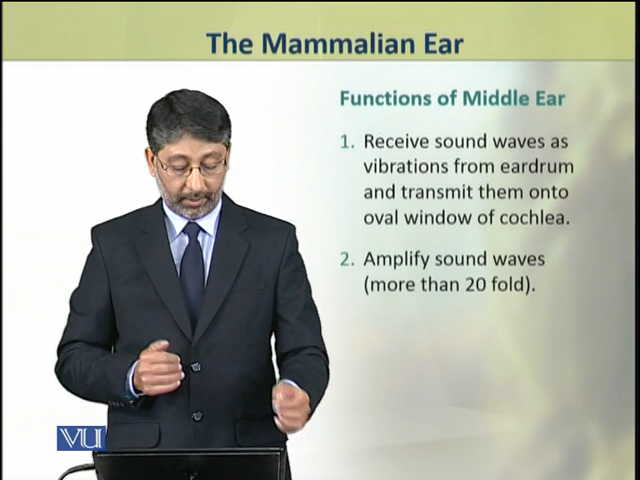 The Mammalian Ear
Functions of Middle Ear
1. Receive sound waves as
vibrations from eardrum
and transmit them onto
oval window of cochlea.
2. Amplify sound waves
(more than 20 fold).
VU